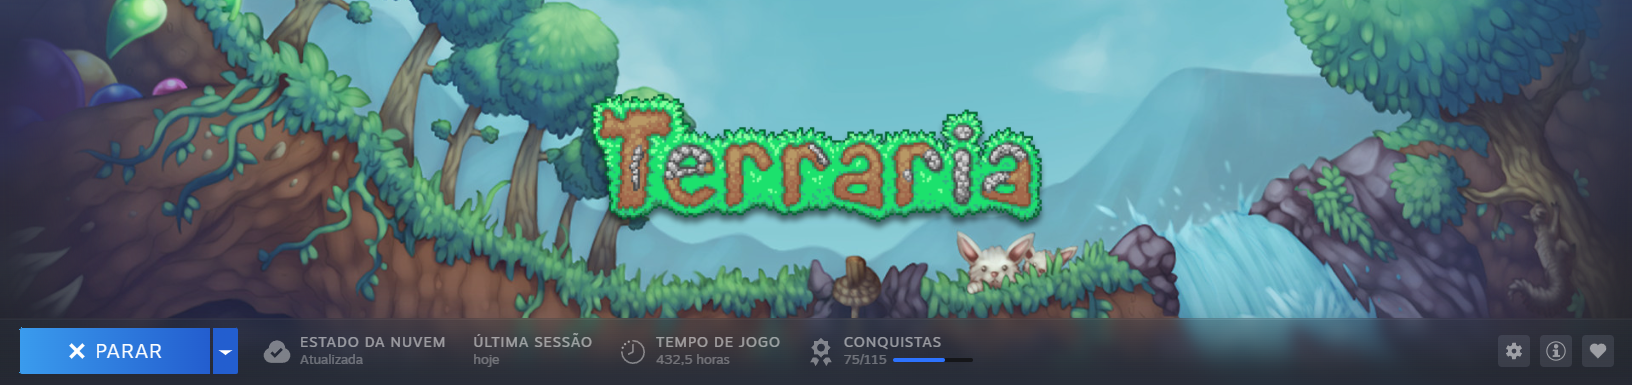 Terraria
PARAR
ESTADO DA NUVEM
Atualizada
ÚLTIMA SESSÃO
hoje
TEMPO DE JOGO
432,5 horas
CONQUISTAS
75/115